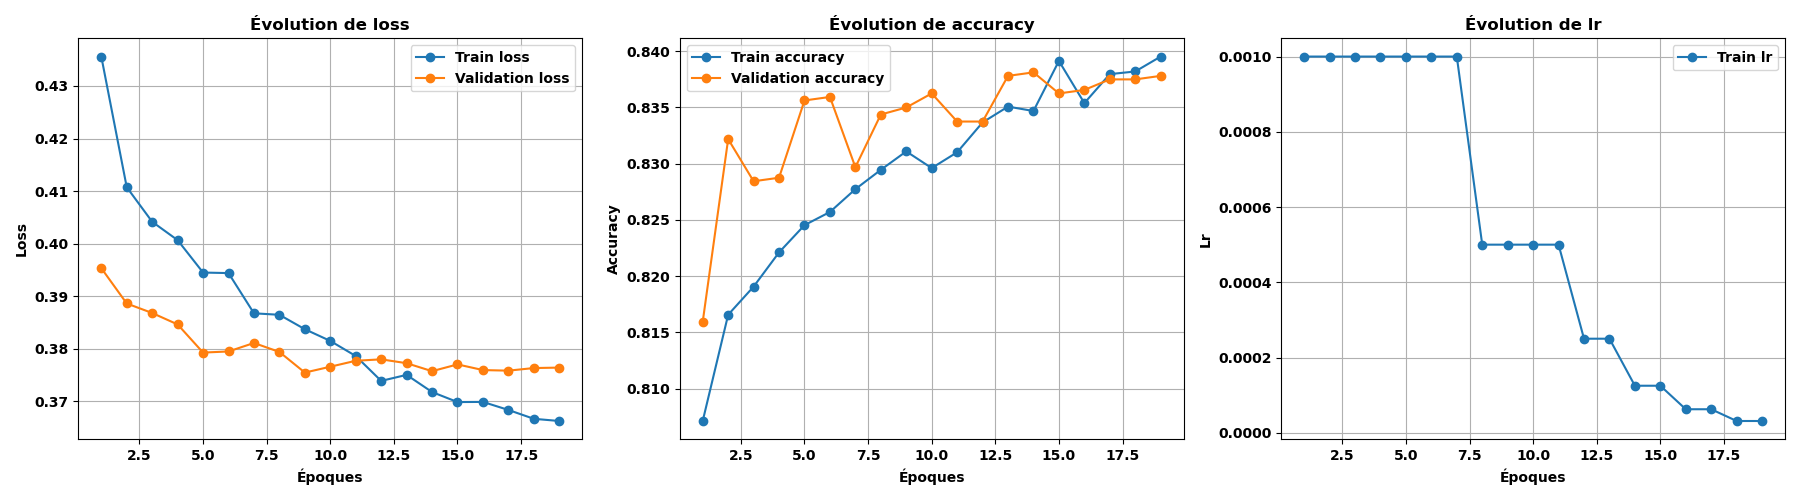 Évolution de loss
Train loss
Validation loss
0.43
0.42
0.41
0.40
0.39
0.38
0.37
Loss
2.5 5.0 7.5 10.0 12.5 15.0 17.5
Époques
Évolution de accuracy
Train accuracy
Validation accuracy
0.840
0.835
0.830
0.825
0.820
0.815
0.810
Accuracy
2.5 5.0 7.5 10.0 12.5 15.0 17.5
Époques
Évolution de lr
Train lr
0.0010
0.0008
0.0006
0.0004
0.0002
0.0000
Lr
2.5 5.0 7.5 10.0 12.5 15.0 17.5
Époques